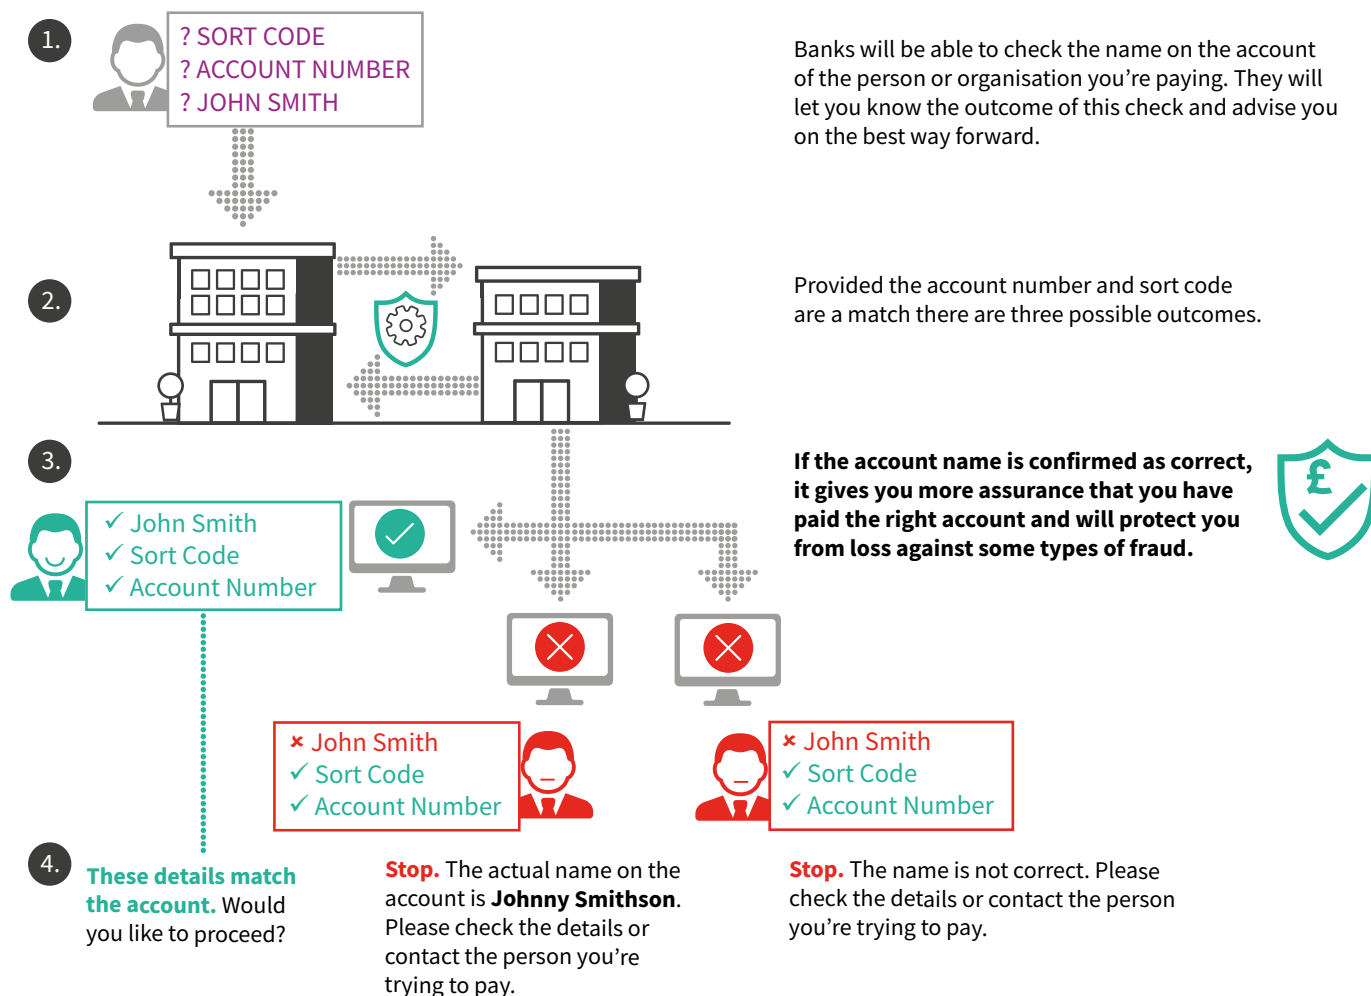 1.
? SORT CODE
? ACCOUNT NUMBER
? JOHN SMITH
Banks will be able to check the name on the account
of the person or organisation you're paying. They will
let you know the outcome of this check and advise you
on the best way forward.
2.
Provided the account number and sort code
are a match there are three possible outcomes.
3.
✓ John Smith
✓ Sort Code
✓ Account Number
If the account name is confirmed as correct,
it gives you more assurance that you have
paid the right account and will protect you
from loss against some types of fraud.
£
✘ John Smith
✓ Sort Code
✓ Account Number
✘ John Smith
✓ Sort Code
✓ Account Number
4.
These details match
the account. Would
you like to proceed?
Stop. The actual name on the
account is Johnny Smithson.
Please check the details or
contact the person you're
trying to pay.
Stop. The name is not correct. Please
check the details or contact the person
you're trying to pay.